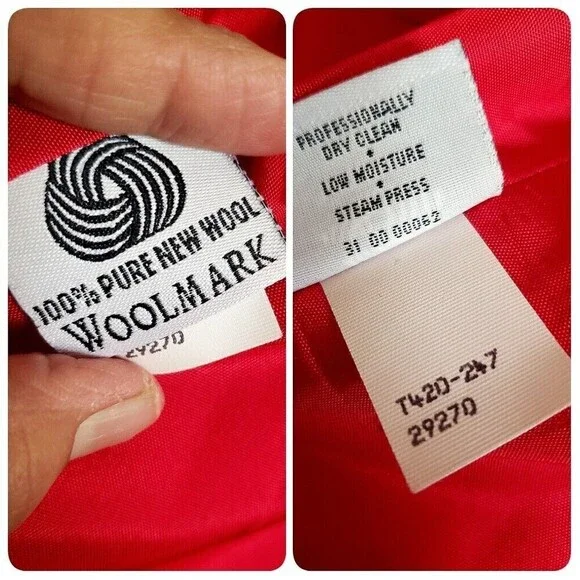 100% PURE NEW WOOL
WOOLMARK
29270
PROFESSIONALLY
DRY CLEAN
LOW MOISTURE
STEAM PRESS
31 00 00062
T420-247
29270